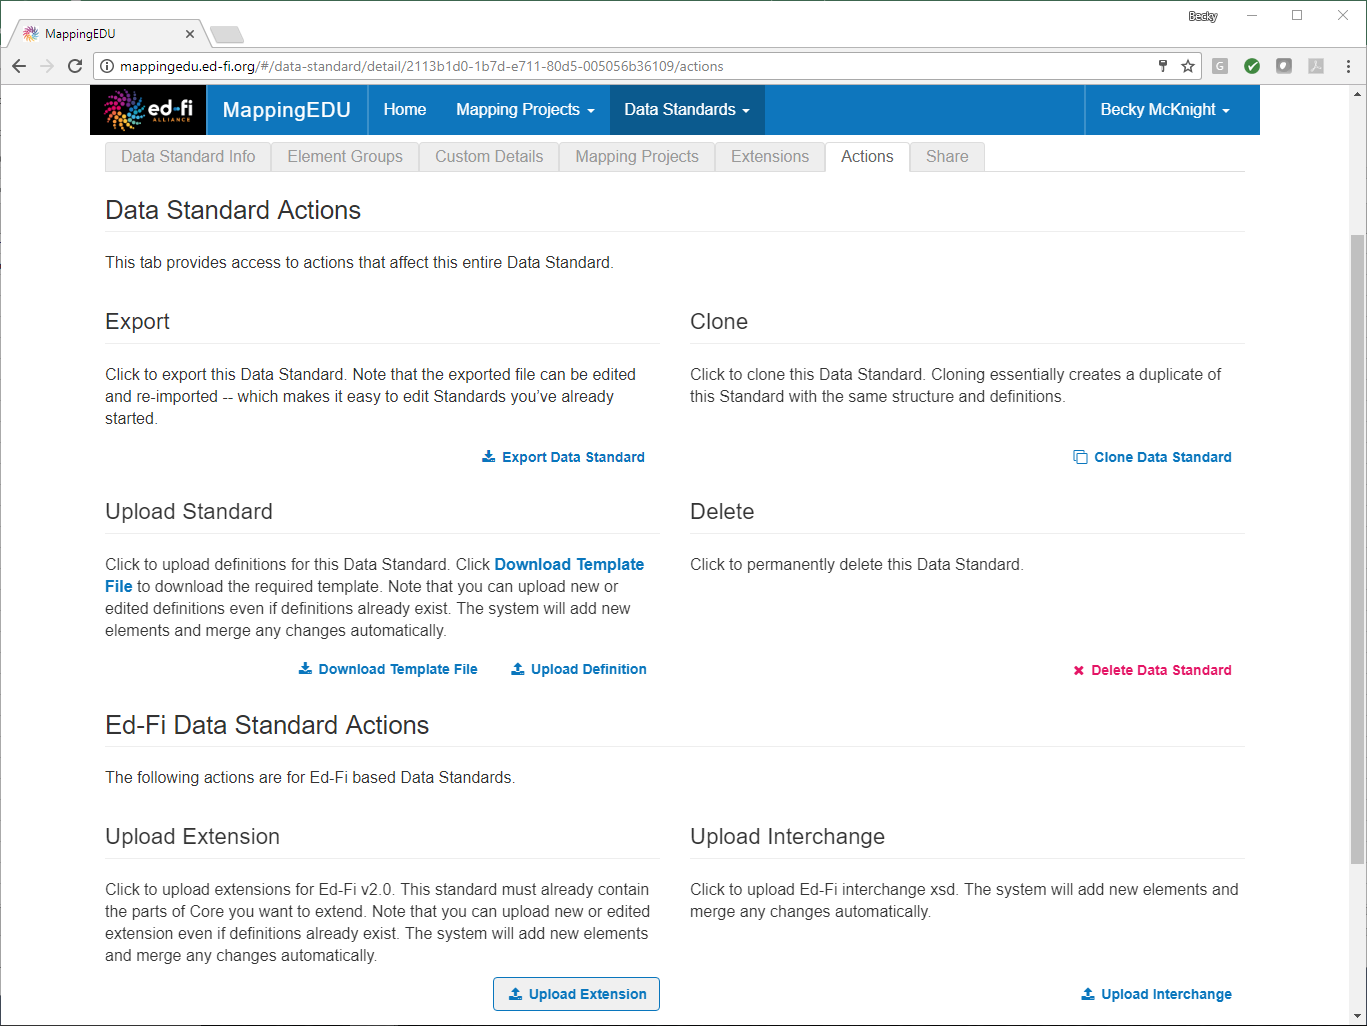 Becky
MappingEDU
mappingedu.ed-fi.org/#/data-standard/detail/2113b1d0-1b7d-e711-80d5-005056b36109/actions
G
ed-fi
ALLIANCE
MappingEDU
Home
Mapping Projects
Data Standards
Becky McKnight
Data Standard Info
Element Groups
Custom Details
Mapping Projects
Extensions
Actions
Share
Data Standard Actions
This tab provides access to actions that affect this entire Data Standard.
Export
Click to export this Data Standard. Note that the exported file can be edited
and re-imported -- which makes it easy to edit Standards you’ve already
started.
Export Data Standard
Clone
Click to clone this Data Standard. Cloning essentially creates a duplicate of
this Standard with the same structure and definitions.
Clone Data Standard
Upload Standard
Click to upload definitions for this Data Standard. Click Download Template
File to download the required template. Note that you can upload new or
edited definitions even if definitions already exist. The system will add new
elements and merge any changes automatically.
Download Template File
Upload Definition
Delete
Click to permanently delete this Data Standard.
Delete Data Standard
Ed-Fi Data Standard Actions
The following actions are for Ed-Fi based Data Standards.
Upload Extension
Click to upload extensions for Ed-Fi v2.0. This standard must already contain
the parts of Core you want to extend. Note that you can upload new or edited
extension even if definitions already exist. The system will add new elements
and merge any changes automatically.
Upload Extension
Upload Interchange
Click to upload Ed-Fi interchange xsd. The system will add new elements and
merge any changes automatically.
Upload Interchange